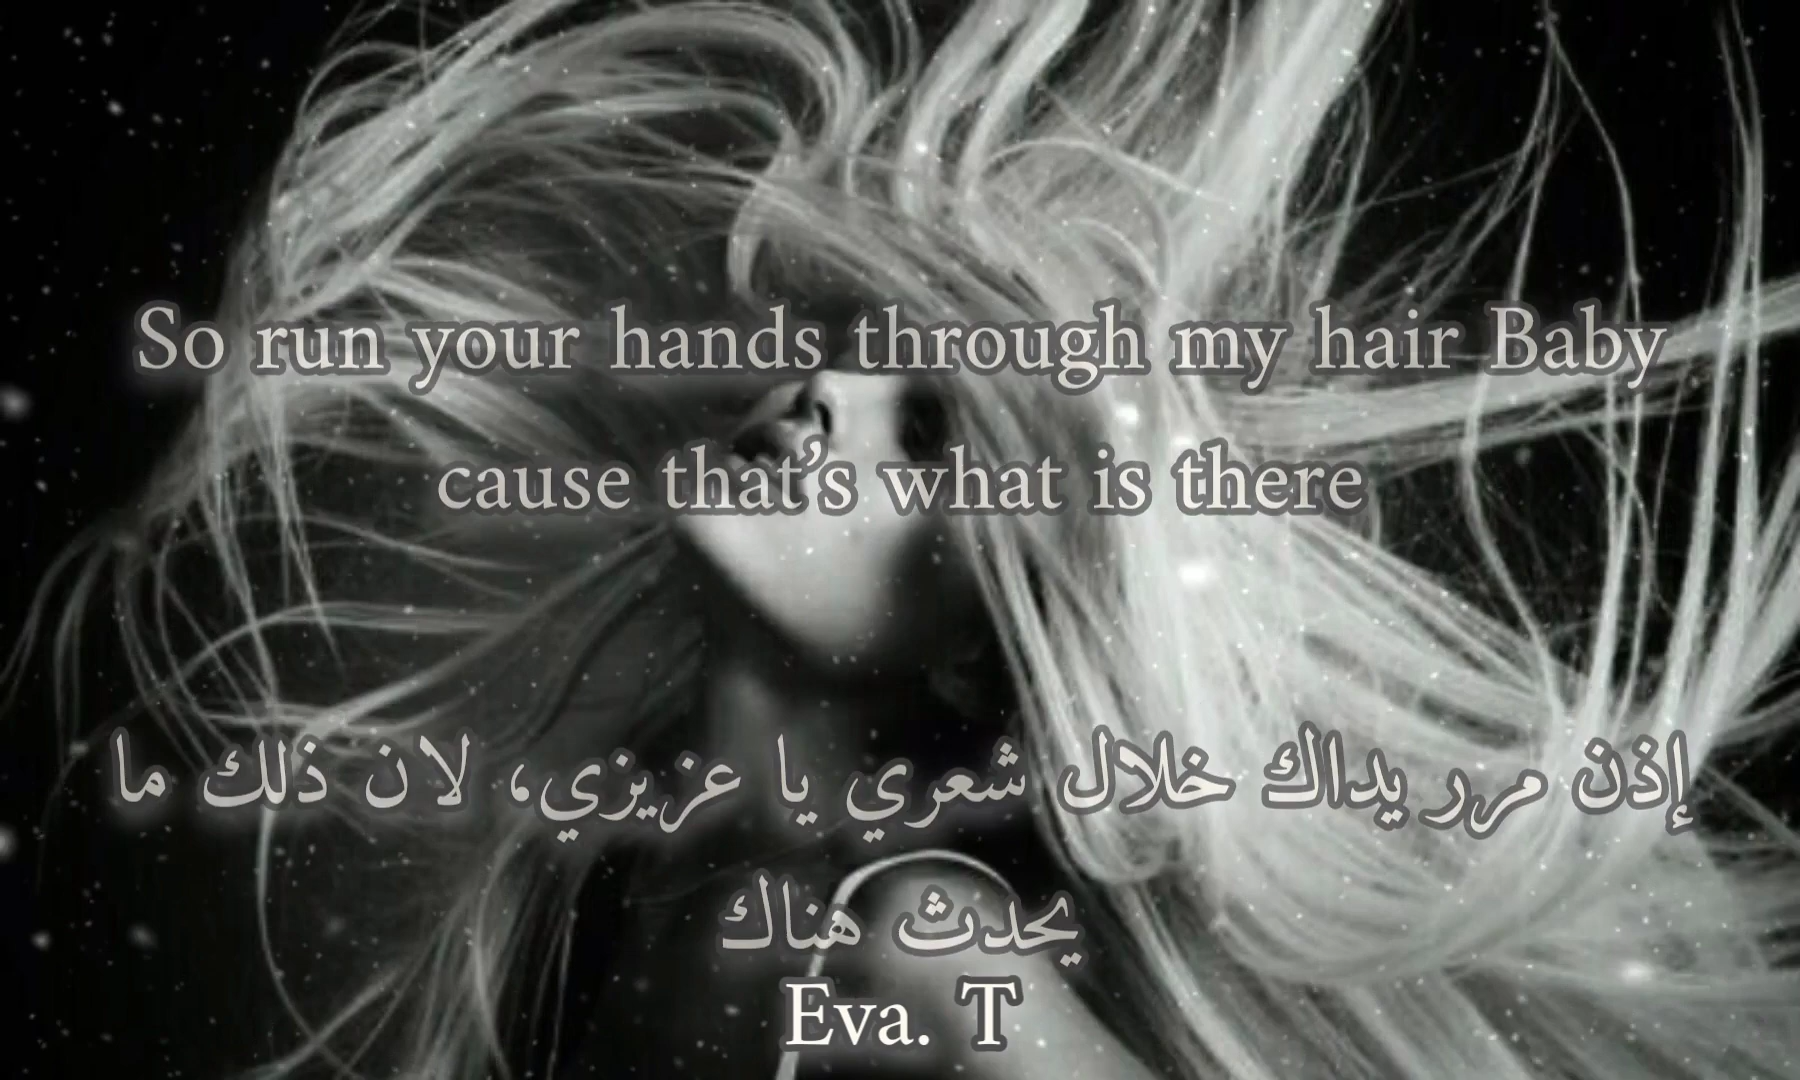 So run your hands through my hair Baby
cause that's what is there
إذن مرر يداك خلال شعري يا عزيزي، لان ذلك ما
يحدث هناك
Eva. T